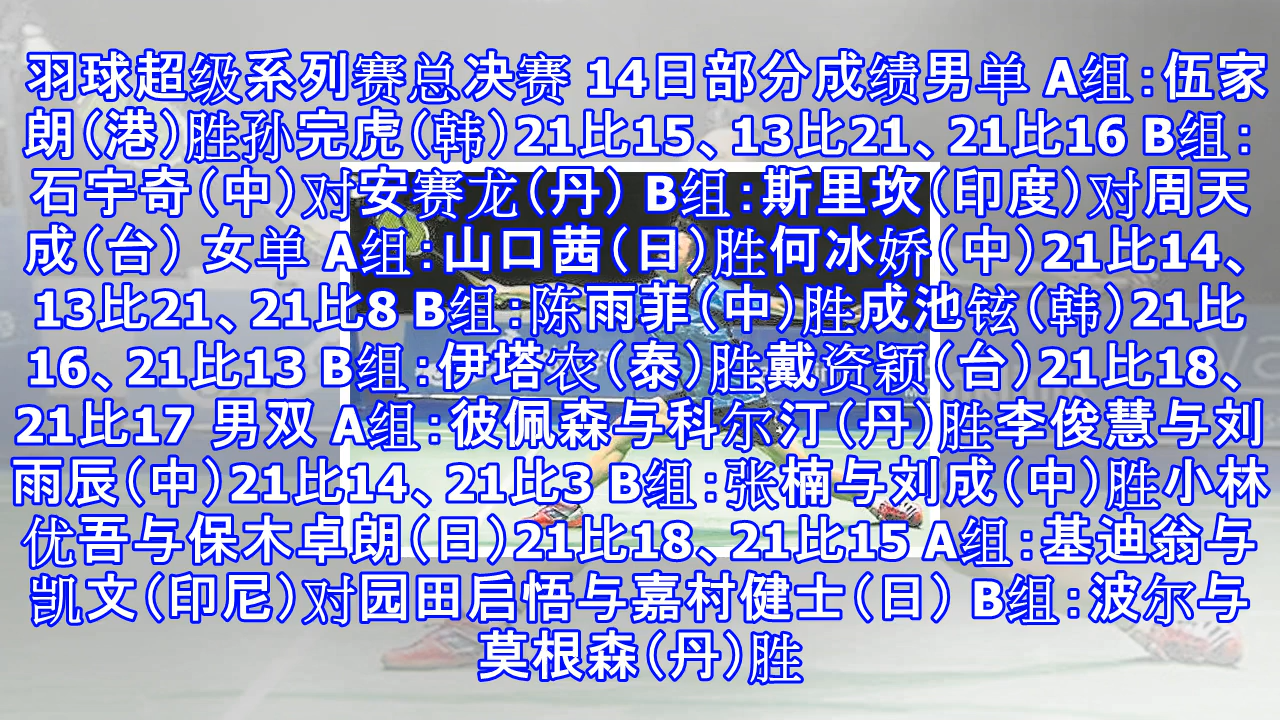 羽球超级系列赛总决赛 14日部分成绩男单 A组：伍家
朗（港）胜孙完虎（韩）21比15、13比21、21比16 B组：
石宇奇（中）对安赛龙（丹） B组：斯里坎（印度）对周天
成（台） 女单 A组：山口茜（日）胜何冰娇（中）21比14、
13比21、21比8 B组：陈雨菲（中）胜成池铉（韩）21比
16、21比13 B组：伊塔农（泰）胜戴资颖（台）21比18、
21比17 男双 A组：彼佩森与科尔汀（丹）胜李俊慧与刘
雨辰（中）21比14、21比3 B组：张楠与刘成（中）胜小林
优吾与保木卓朗（日）21比18、21比15 A组：基迪翁与
凯文（印尼）对园田启悟与嘉村健士（日） B组：波尔与
莫根森（丹）胜